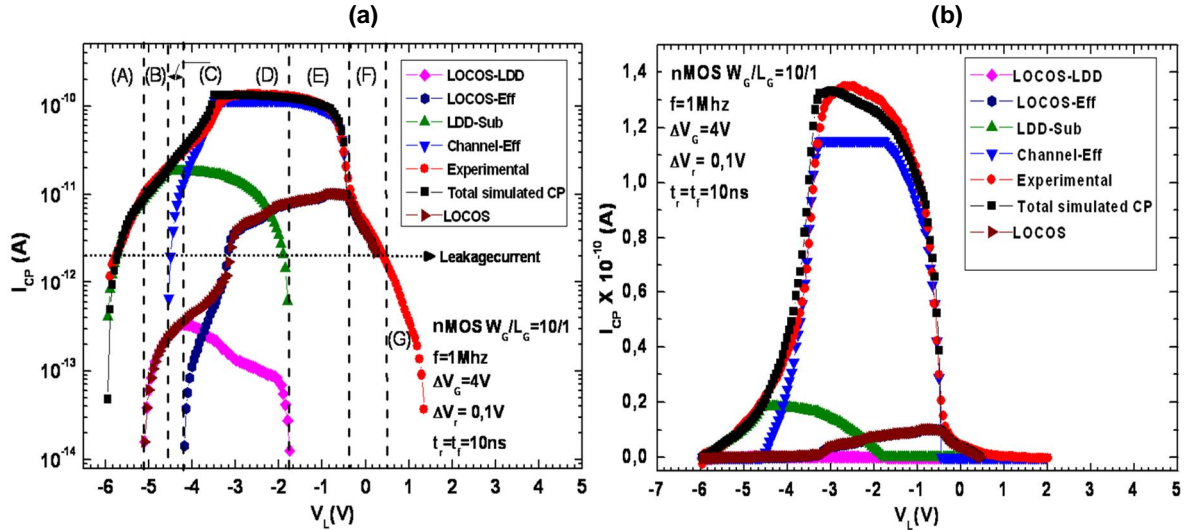 (a)
(A)
(B)
(C)
(D)
(E)
(F)
(G)
LOCOS-LDD
LOCOS-Eff
LDD-Sub
Channel-Eff
Experimental
Total simulated CP
LOCOS
Leakagecurrent
nMOS W_G/L_G=10/1
f=1Mhz
ΔV_G=4V
ΔV_r= 0,1V
t_r=t_f=10ns
10^-10
10^-11
10^-12
10^-13
10^-14
I_CP (A)
-7 -6 -5 -4 -3 -2 -1 0 1 2 3 4 5
V_L(V)
(b)
nMOS W_G/L_G=10/1
f=1Mhz
ΔV_G=4V
ΔV_r= 0,1V
t_r=t_f=10ns
LOCOS-LDD
LOCOS-Eff
LDD-Sub
Channel-Eff
Experimental
Total simulated CP
LOCOS
1,4
1,2
1,0
0,8
0,6
0,4
0,2
0,0
I_CP X 10^-10 (A)
-7 -6 -5 -4 -3 -2 -1 0 1 2 3 4 5
V_L(V)